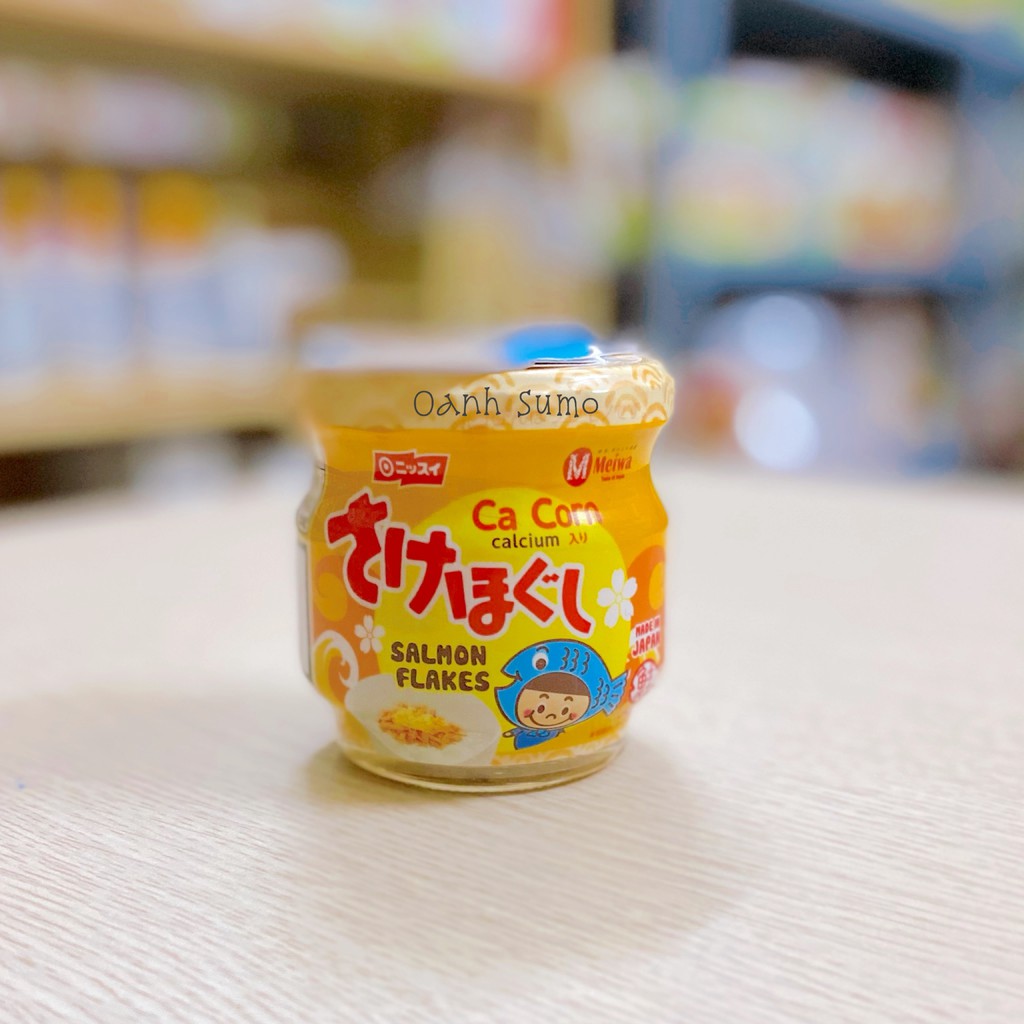 Oanh Sumo
ニッスイ
M Meiwa
Ca Corn
calcium 入り
さけほぐし
SALMON
FLAKES
MADE IN
JAPAN